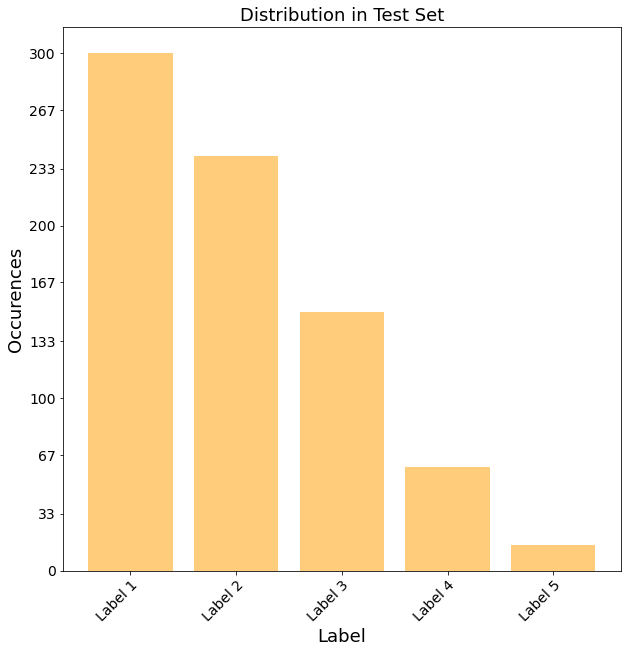 Distribution in Test Set
300
267
233
200
167
133
100
67
33
0
Occurences
Label 1
Label 2
Label 3
Label 4
Label 5
Label